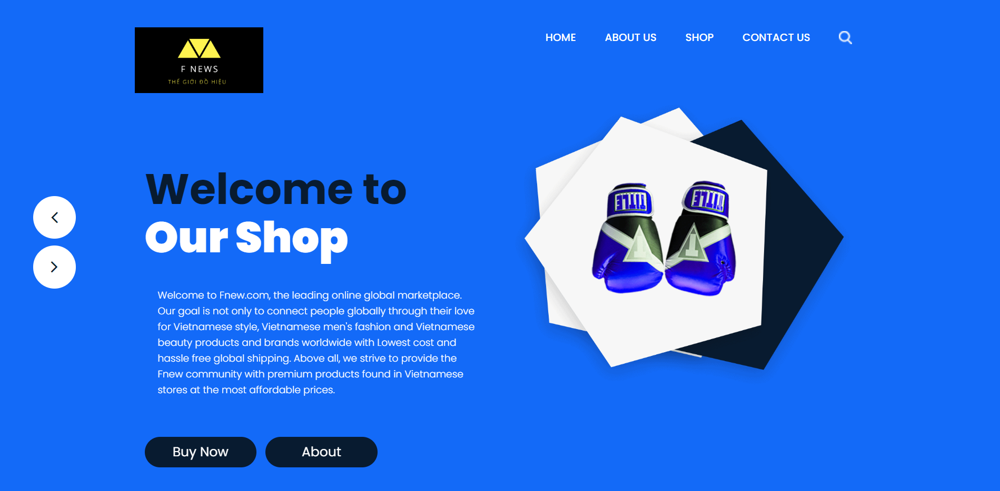 F NEWS
THẾ GIỚI ĐỒ HIỆU
HOME
ABOUT US
SHOP
CONTACT US
Welcome to
Our Shop
TITLE
TITLE
Welcome to Fnew.com, the leading online global marketplace.
Our goal is not only to connect people globally through their love
for Vietnamese style, Vietnamese men's fashion and Vietnamese
beauty products and brands worldwide with Lowest cost and
hassle free global shipping. Above all, we strive to provide the
Fnew community with premium products found in Vietnamese
stores at the most affordable prices.
Buy Now
About